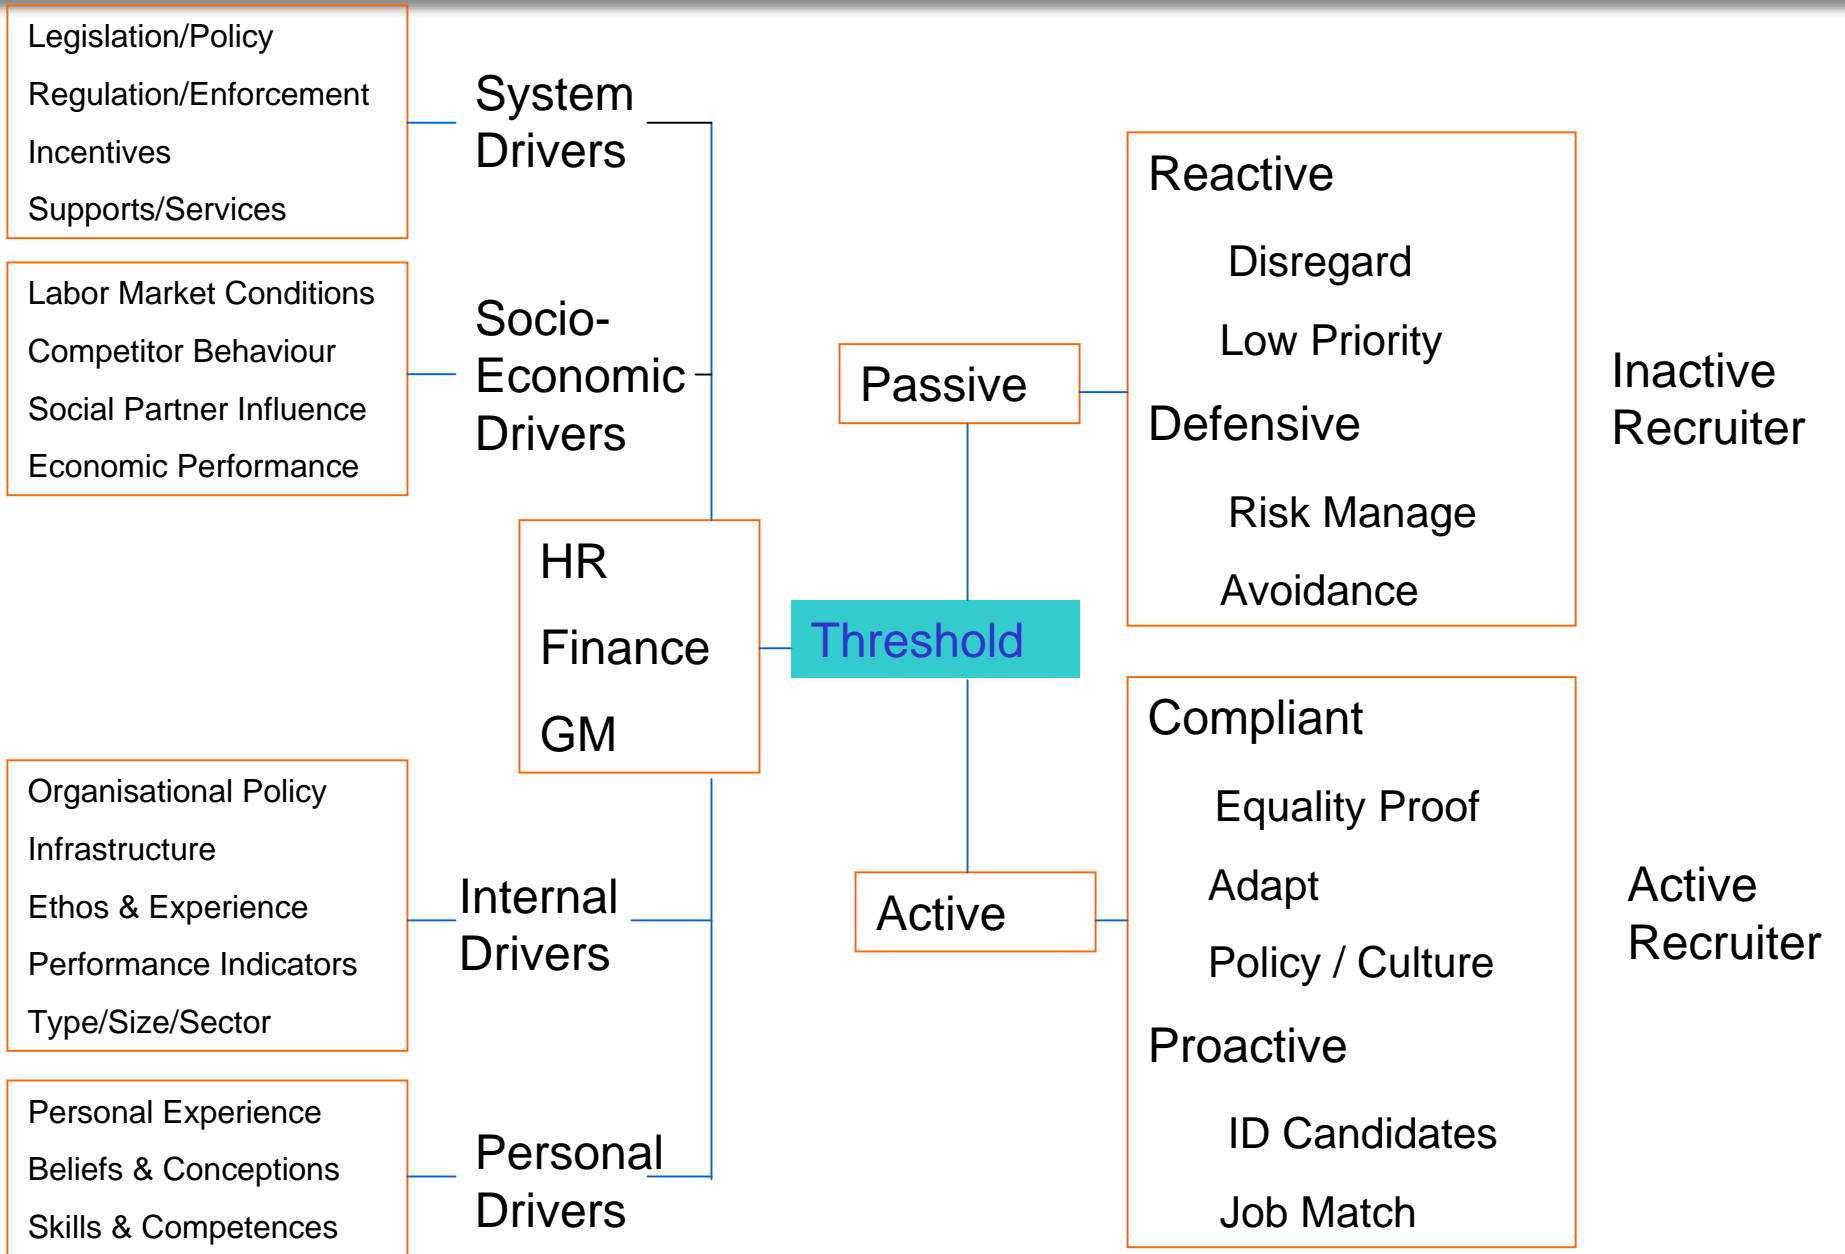 Legislation/Policy
Regulation/Enforcement
Incentives
Supports/Services
System
Drivers
Labor Market Conditions
Competitor Behaviour
Social Partner Influence
Economic Performance
Socio-
Economic
Drivers
HR
Finance
GM
Organisational Policy
Infrastructure
Ethos & Experience
Performance Indicators
Type/Size/Sector
Internal
Drivers
Personal Experience
Beliefs & Conceptions
Skills & Competences
Personal
Drivers
Threshold
Passive
Reactive
Disregard
Low Priority
Defensive
Risk Manage
Avoidance
Inactive
Recruiter
Active
Compliant
Equality Proof
Adapt
Policy / Culture
Proactive
ID Candidates
Job Match
Active
Recruiter